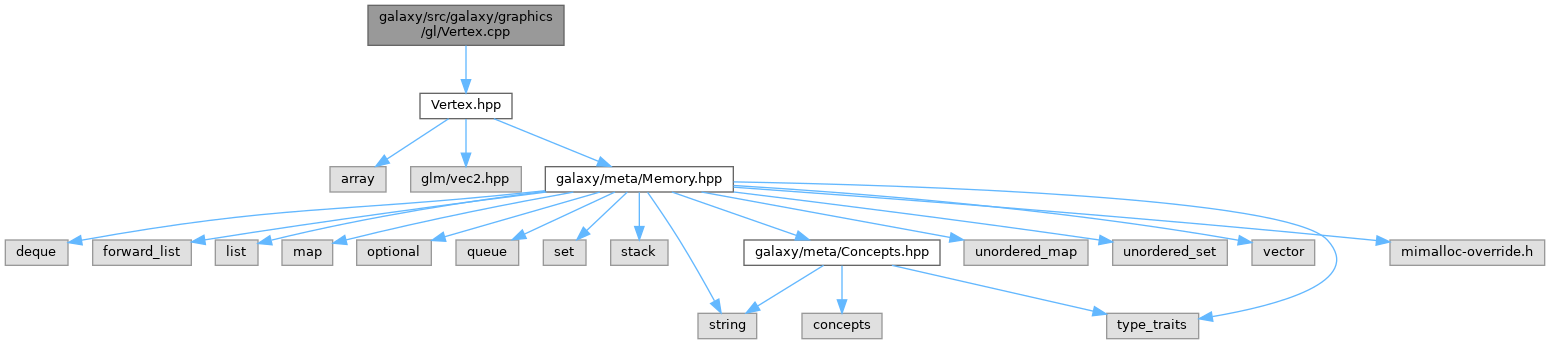 galaxy/src/galaxy/graphics
/gl/Vertex.cpp
Vertex.hpp
array
glm/vec2.hpp
galaxy/meta/Memory.hpp
deque
forward_list
list
map
optional
queue
set
stack
galaxy/meta/Concepts.hpp
unordered_map
unordered_set
vector
mimalloc-override.h
string
concepts
type_traits